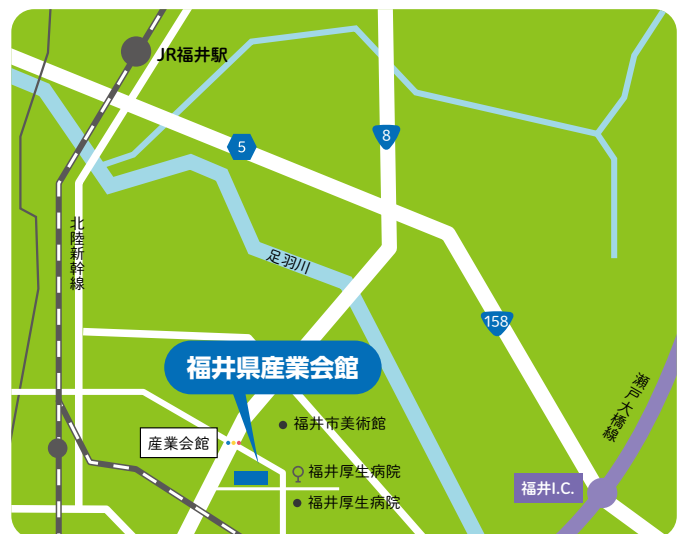 JR福井駅
8
5
北陸新幹線
足羽川
158
福井県産業会館
瀬戸大橋線
福井市美術館
産業会館
福井厚生病院
福井I.C.
福井厚生病院